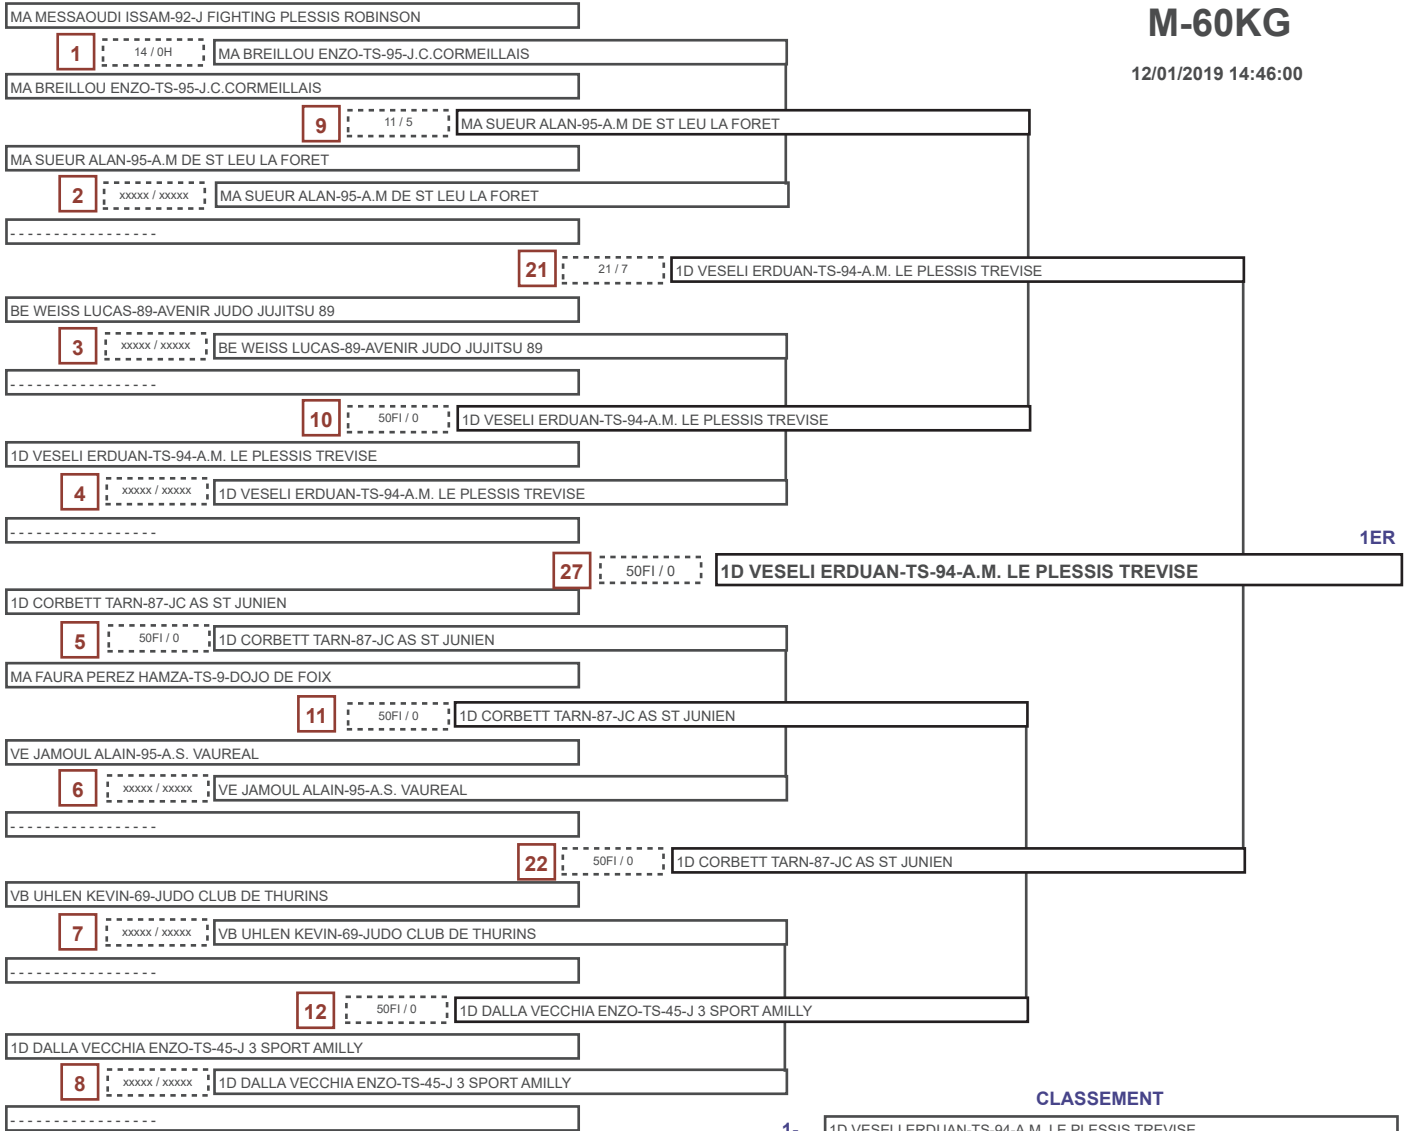 MA MESSAOUDI ISSAM-92-J FIGHTING PLESSIS ROBINSON
M-60KG
1
14 / 0H
MA BREILLOU ENZO-TS-95-J.C.CORMEILLAIS
12/01/2019 14:46:00
MA BREILLOU ENZO-TS-95-J.C.CORMEILLAIS
9
11 / 5
MA SUEUR ALAN-95-A.M DE ST LEU LA FORET
MA SUEUR ALAN-95-A.M DE ST LEU LA FORET
2
xxxxx / xxxxx
MA SUEUR ALAN-95-A.M DE ST LEU LA FORET
- - - - - - - - - - - - - - - - -
21
21 / 7
1D VESELI ERDUAN-TS-94-A.M. LE PLESSIS TREVISE
BE WEISS LUCAS-89-AVENIR JUDO JUJITSU 89
3
xxxxx / xxxxx
BE WEISS LUCAS-89-AVENIR JUDO JUJITSU 89
- - - - - - - - - - - - - - - - -
10
50FI / 0
1D VESELI ERDUAN-TS-94-A.M. LE PLESSIS TREVISE
1D VESELI ERDUAN-TS-94-A.M. LE PLESSIS TREVISE
4
xxxxx / xxxxx
1D VESELI ERDUAN-TS-94-A.M. LE PLESSIS TREVISE
- - - - - - - - - - - - - - - - -
1ER
27
50FI / 0
1D VESELI ERDUAN-TS-94-A.M. LE PLESSIS TREVISE
1D CORBETT TARN-87-JC AS ST JUNIEN
5
50FI / 0
1D CORBETT TARN-87-JC AS ST JUNIEN
MA FAURA PEREZ HAMZA-TS-9-DOJO DE FOIX
11
50FI / 0
1D CORBETT TARN-87-JC AS ST JUNIEN
VE JAMOUL ALAIN-95-A.S. VAUREAL
6
xxxxx / xxxxx
VE JAMOUL ALAIN-95-A.S. VAUREAL
- - - - - - - - - - - - - - - - -
22
50FI / 0
1D CORBETT TARN-87-JC AS ST JUNIEN
VB UHLEN KEVIN-69-JUDO CLUB DE THURINS
7
xxxxx / xxxxx
VB UHLEN KEVIN-69-JUDO CLUB DE THURINS
- - - - - - - - - - - - - - - - -
12
50FI / 0
1D DALLA VECCHIA ENZO-TS-45-J 3 SPORT AMILLY
1D DALLA VECCHIA ENZO-TS-45-J 3 SPORT AMILLY
8
xxxxx / xxxxx
1D DALLA VECCHIA ENZO-TS-45-J 3 SPORT AMILLY
CLASSEMENT
- - - - - - - - - - - - - - - - -
1-
1D VESELI ERDUAN-TS-94-A.M. LE PLESSIS TREVISE